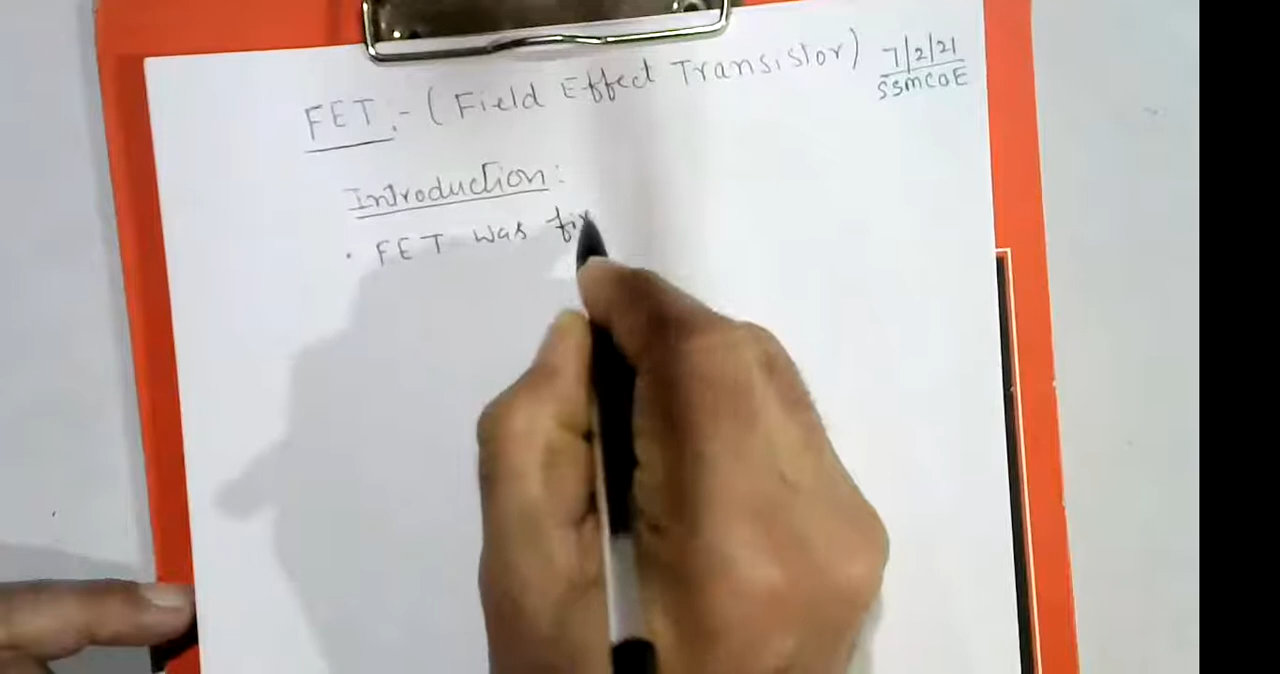 FET :- (Field Effect Transistor)
7/2/21
SSMCOE
Introduction:
· FET was